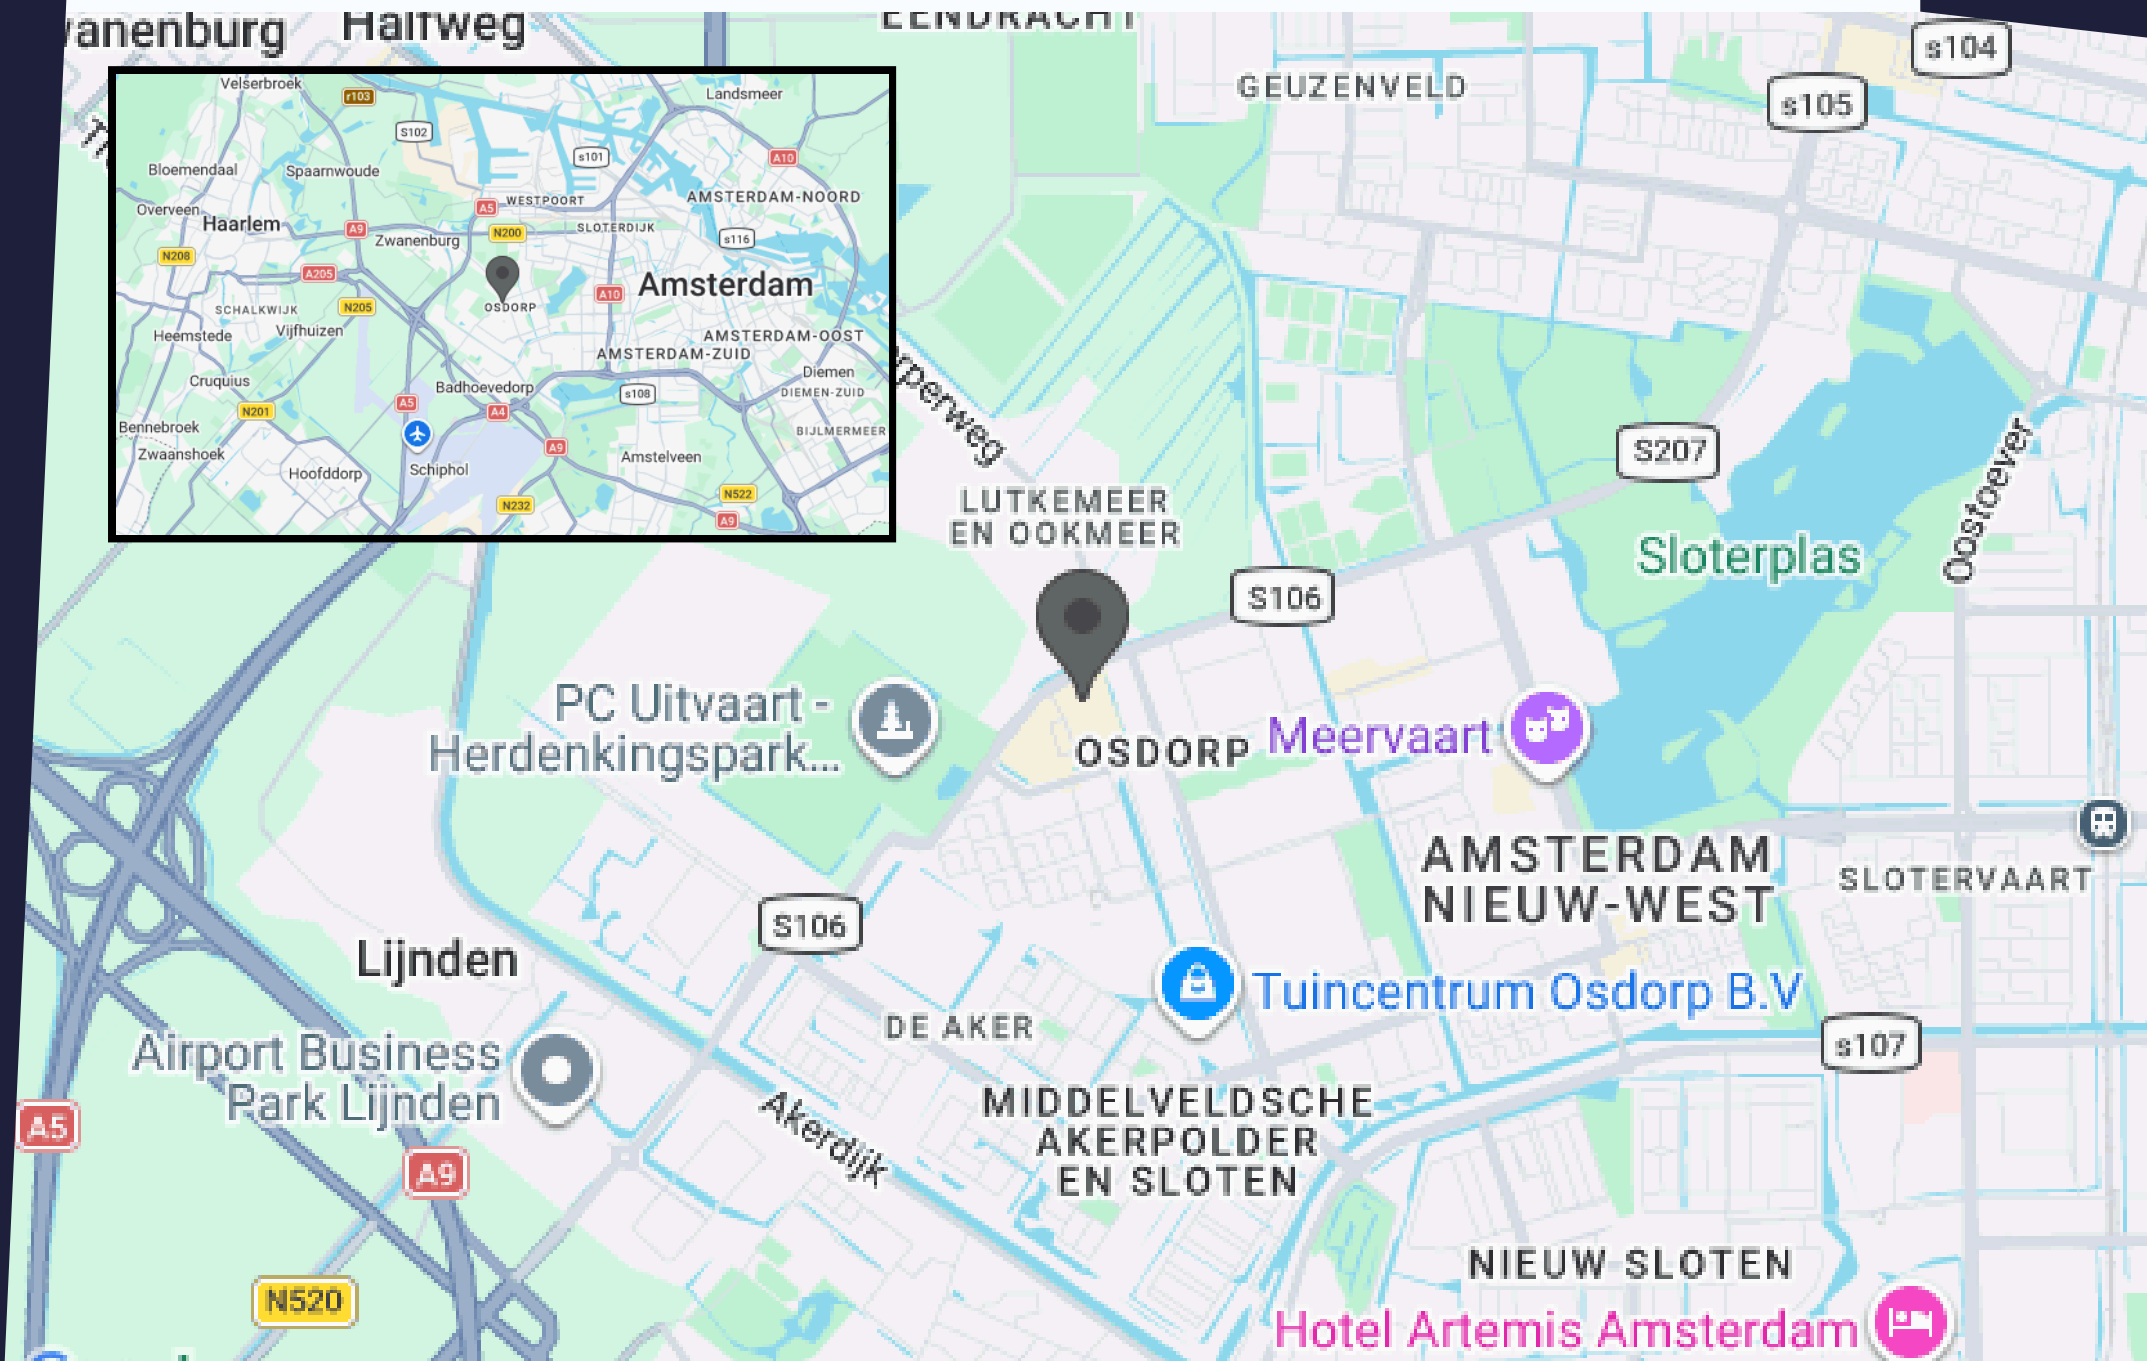 Halfweg
EENDRACHT
GEUZENVELD
s104
s105
Velserbroek
r103
Landsmeer
S102
s101
A10
Bloemendaal
Spaarnwoude
A5
WESTPOORT
AMSTERDAM-NOORD
Overveen
Haarlem
A9
Zwanenburg
N200
SLOTERDIJK
s116
N208
A205
OSDORP
A10
Amsterdam
N205
SCHALKWIJK
Heemstede
Vijfhuizen
AMSTERDAM-OOST
AMSTERDAM-ZUID
Cruquius
Badhoevedorp
Diemen
s108
DIEMEN-ZUID
N201
A5
A4
Bennebroek
Zwaanshoek
A9
BIJLMERMEER
Hoofddorp
Schiphol
Amstelveen
N232
N522
A9
rperweg
S207
Oostoever
LUTKEMEER
EN OOKMEER
Sloterplas
S106
PC Uitvaart -
Herdenkingspark...
OSDORP
Meervaart
AMSTERDAM
NIEUW-WEST
SLOTERVAART
S106
Lijnden
Tuincentrum Osdorp B.V
DE AKER
s107
Airport Business
Park Lijnden
A5
A9
Akerdijk
MIDDELVELDSCHE
AKERPOLDER
EN SLOTEN
N520
NIEUW SLOTEN
Hotel Artemis Amsterdam